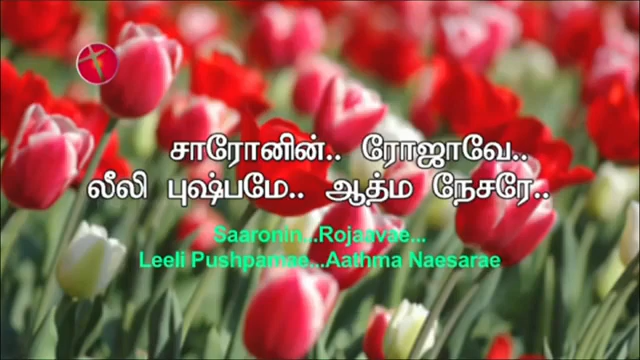 சாரோனின்.. ரோஜாவே..
லீலி புஷ்பமே.. ஆத்ம நேசரே..
Saaronin...Rojaavae...
Leeli Pushpamae...Aathma Naesarae